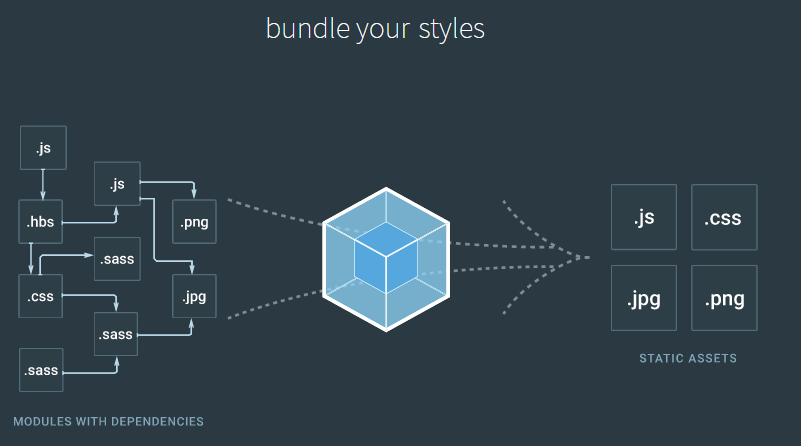 bundle your styles
.js
.js
.hbs
.png
.sass
.css
.jpg
.sass
.sass
MODULES WITH DEPENDENCIES
.js
.css
.jpg
.png
STATIC ASSETS